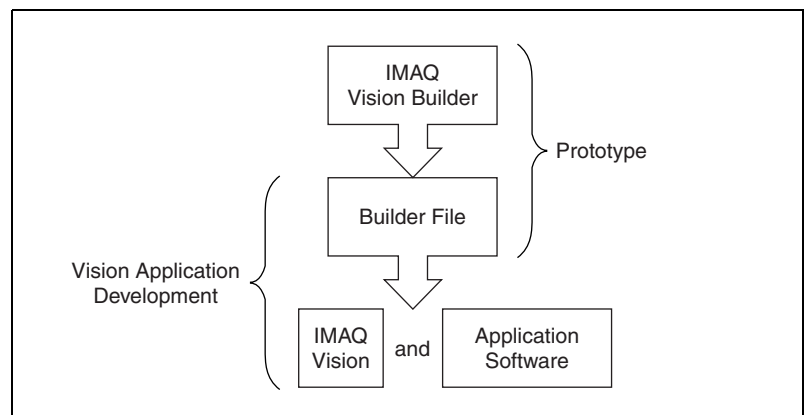 IMAQ
Vision Builder
Prototype
Builder File
Vision Application
Development
IMAQ
Vision
and
Application
Software